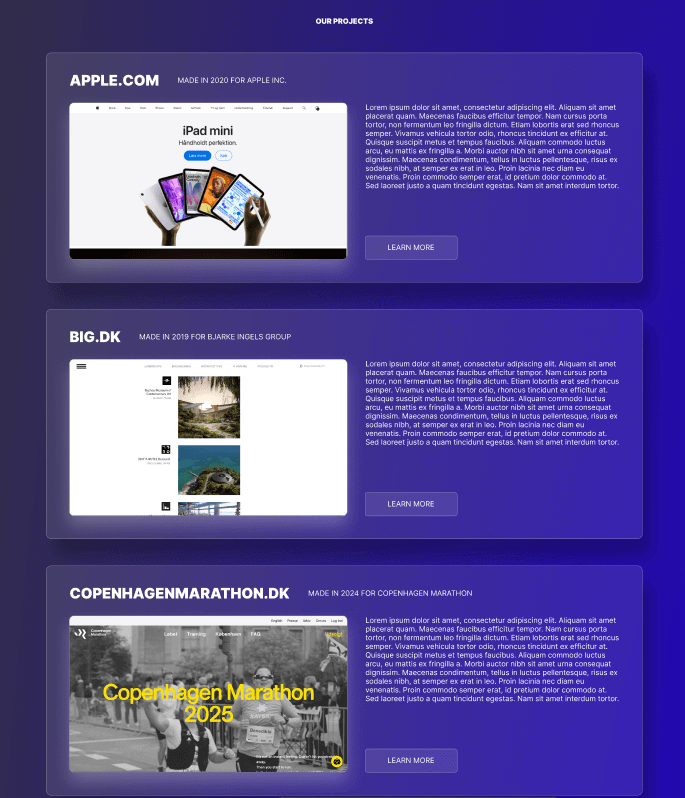 OUR PROJECTS
APPLE.COM
MADE IN 2020 FOR APPLE INC.
iPad mini
Håndholdt perfektion.
Lorem ipsum dolor sit amet, consectetur adipiscing elit. Aliquam sit amet
placerat quam. Maecenas faucibus efficitur tempor. Nam cursus porta
tortor, non fermentum leo fringilla dictum. Etiam lobortis erat sed rhoncus
semper. Vivamus vehicula tortor odio, rhoncus tincidunt ex efficitur at.
Quisque suscipit metus et tempus faucibus. Aliquam commodo luctus
arcu, eu mattis ex fringilla a. Morbi auctor nibh sit amet urna consequat
dignissim. Maecenas condimentum, tellus in luctus pellentesque, risus ex
sodales nibh, at semper ex erat in leo. Proin lacinia nec diam eu
venenatis. Proin commodo semper erat, id pretium dolor commodo at.
Sed laoreet justo a quam tincidunt egestas. Nam sit amet interdum tortor.
LEARN MORE
BIG.DK
MADE IN 2019 FOR BJARKE INGELS GROUP
Lorem ipsum dolor sit amet, consectetur adipiscing elit. Aliquam sit amet
placerat quam. Maecenas faucibus efficitur tempor. Nam cursus porta
tortor, non fermentum leo fringilla dictum. Etiam lobortis erat sed rhoncus
semper. Vivamus vehicula tortor odio, rhoncus tincidunt ex efficitur at.
Quisque suscipit metus et tempus faucibus. Aliquam commodo luctus
arcu, eu mattis ex fringilla a. Morbi auctor nibh sit amet urna consequat
dignissim. Maecenas condimentum, tellus in luctus pellentesque, risus ex
sodales nibh, at semper ex erat in leo. Proin lacinia nec diam eu
venenatis. Proin commodo semper erat, id pretium dolor commodo at.
Sed laoreet justo a quam tincidunt egestas. Nam sit amet interdum tortor.
LEARN MORE
COPENHAGENMARATHON.DK
MADE IN 2024 FOR COPENHAGEN MARATHON
English Presse
Log ind
Løbet Træning København FAQ
Copenhagen Marathon
2025
Lorem ipsum dolor sit amet, consectetur adipiscing elit. Aliquam sit amet
placerat quam. Maecenas faucibus efficitur tempor. Nam cursus porta
tortor, non fermentum leo fringilla dictum. Etiam lobortis erat sed rhoncus
semper. Vivamus vehicula tortor odio, rhoncus tincidunt ex efficitur at.
Quisque suscipit metus et tempus faucibus. Aliquam commodo luctus
arcu, eu mattis ex fringilla a. Morbi auctor nibh sit amet urna consequat
dignissim. Maecenas condimentum, tellus in luctus pellentesque, risus ex
sodales nibh, at semper ex erat in leo. Proin lacinia nec diam eu
venenatis. Proin commodo semper erat, id pretium dolor commodo at.
Sed laoreet justo a quam tincidunt egestas. Nam sit amet interdum tortor.
LEARN MORE